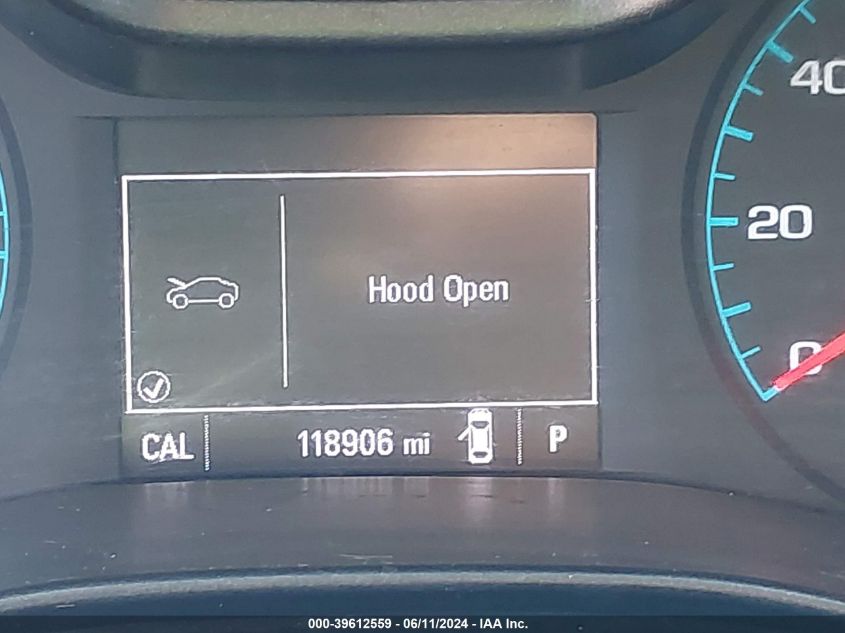 40
20
0
Hood Open
CAL 118906 mi P
000-39612559 - 06/11/2024 - IAA Inc.